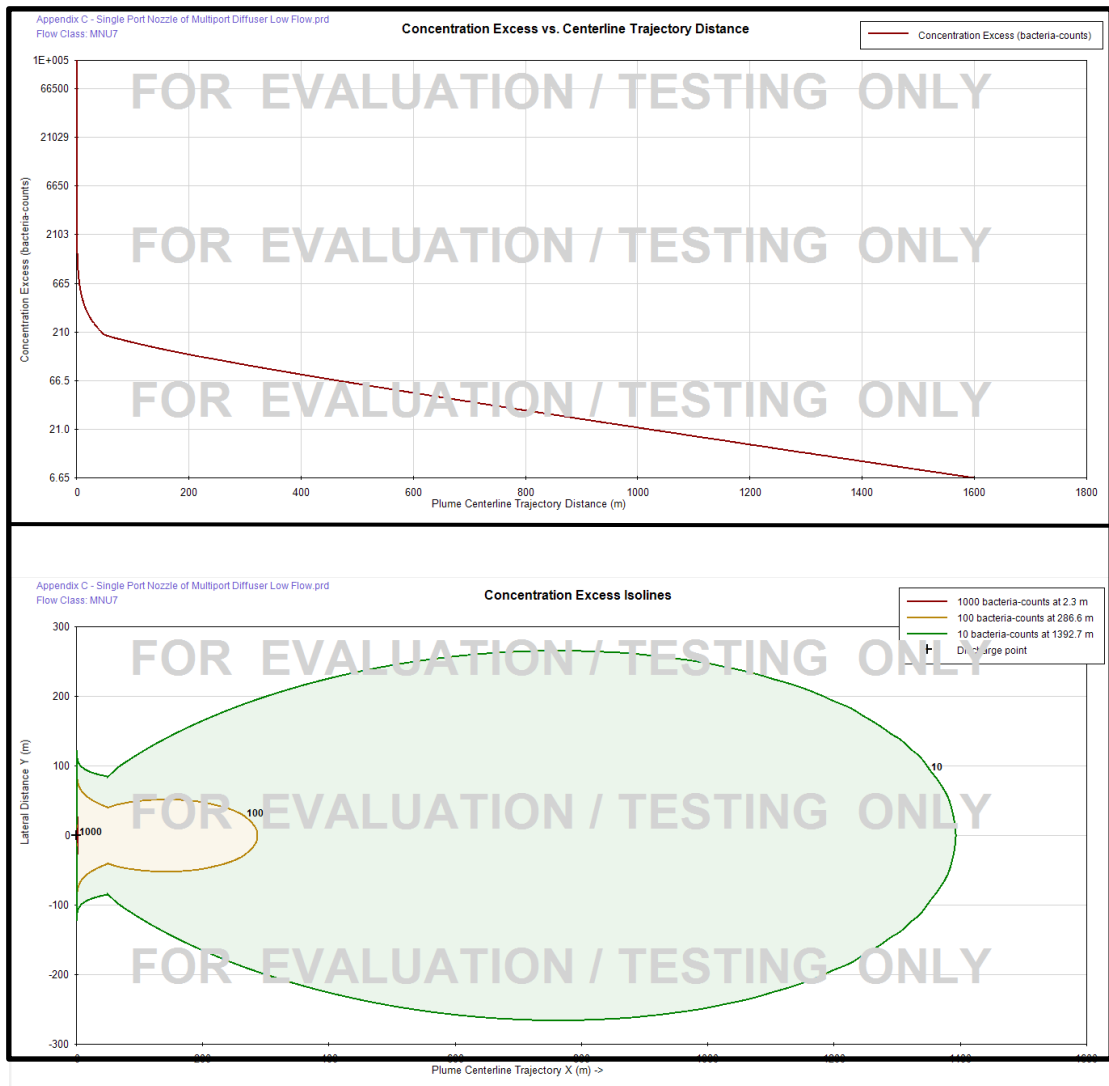 Appendix C - Single Port Nozzle of Multiport Diffuser Low Flow.prd
Flow Class: MNU7
Concentration Excess vs. Centerline Trajectory Distance
Concentration Excess (bacteria-counts)
FOR EVALUATION / TESTING ONLY
FOR EVALUATION / TESTING ONLY
FOR EVALUATION / TESTING ONLY
Concentration Excess (bacteria-counts)
1E+005
66500
21029
6650
2103
665
210
66.5
21.0
6.65
0 200 400 600 800 1000 1200 1400 1600 1800
Plume Centerline Trajectory Distance (m)
Appendix C - Single Port Nozzle of Multiport Diffuser Low Flow.prd
Flow Class: MNU7
Concentration Excess Isolines
1000 bacteria-counts at 2.3 m
100 bacteria-counts at 286.6 m
10 bacteria-counts at 1392.7 m
Discharge point
FOR EVALUATION / TESTING ONLY
FOR EVALUATION / TESTING ONLY
FOR EVALUATION / TESTING ONLY
Lateral Distance Y (m)
300
200
100
0
-100
-200
-300
1000
100
10
Plume Centerline Trajectory X (m) ->